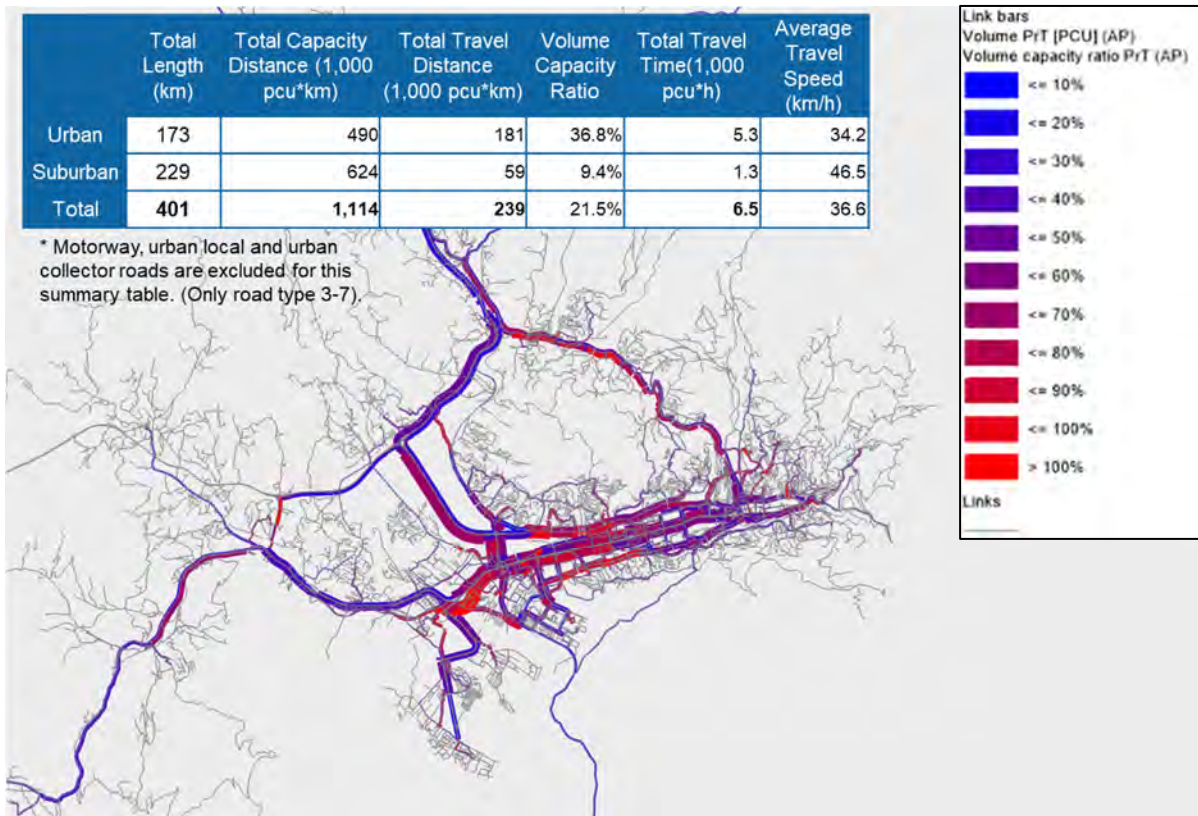 Total Length (km) Total Capacity Distance (1,000 pcu*km) Total Travel Distance (1,000 pcu*km) Volume Capacity Ratio Total Travel Time(1,000 pcu*h) Average Travel Speed (km/h)
Urban 173 490 181 36.8% 5.3 34.2
Suburban 229 624 59 9.4% 1.3 46.5
Total 401 1,114 239 21.5% 6.5 36.6
* Motorway, urban local and urban
collector roads are excluded for this
summary table. (Only road type 3-7).
Link bars
Volume PrT [PCU] (AP)
Volume capacity ratio PrT (AP)
<= 10%
<= 20%
<= 30%
<= 40%
<= 50%
<= 60%
<= 70%
<= 80%
<= 90%
<= 100%
> 100%
Links